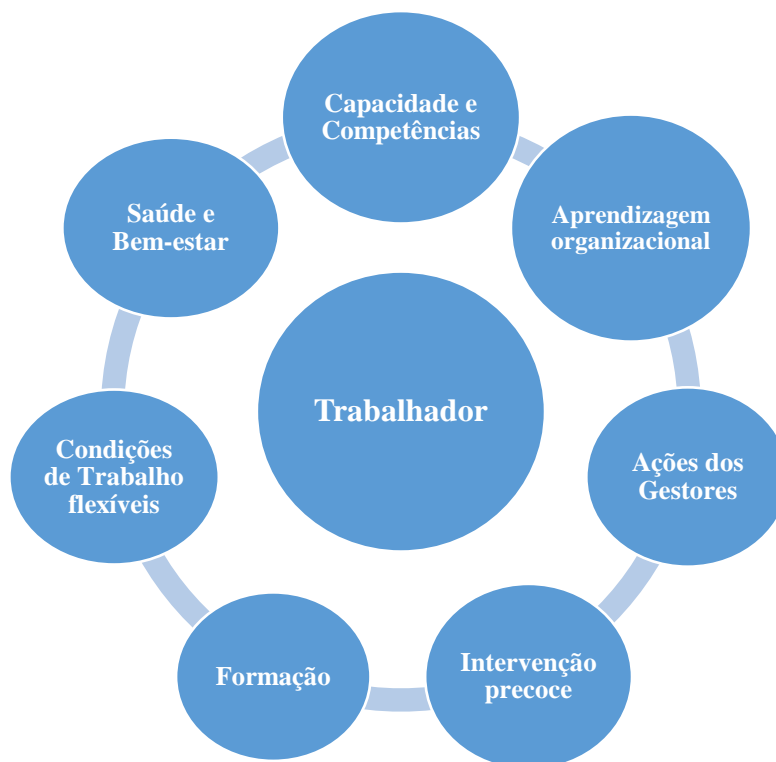 Capacidade e
Competências
Aprendizagem
organizacional
Ações dos
Gestores
Intervenção
precoce
Formação
Condições
de Trabalho
flexíveis
Saúde e
Bem-estar
Trabalhador